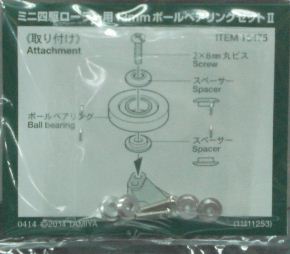 ミニ四駆ローラー用13mmボールベアリングセットII
《取り付け》
Attachment
ITEM 15475
2×8mm丸ビス
Screw
スペーサー
Spacer
ボールベアリング
Ball bearing
スペーサー
Spacer
0414 ©2014 TAMIYA
(11411253)